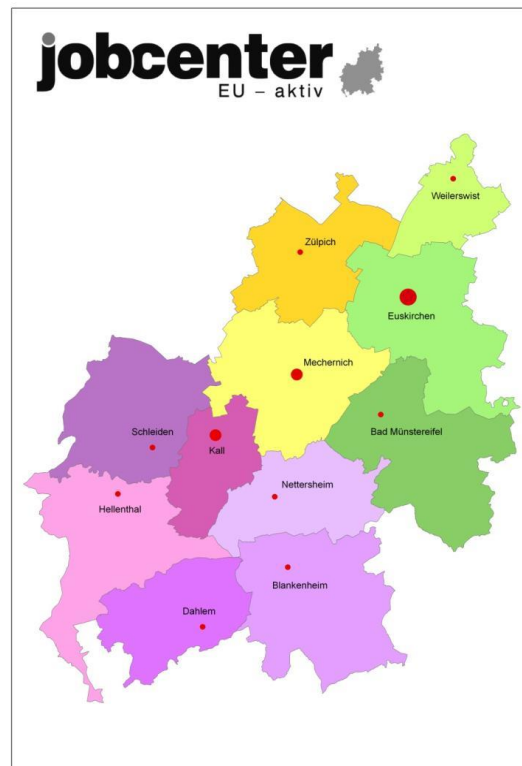 jobcenter
EU – aktiv
Weilerswist
Zülpich
Euskirchen
Mechernich
Schleiden
Kall
Bad Münstereifel
Hellenthal
Nettersheim
Blankenheim
Dahlem